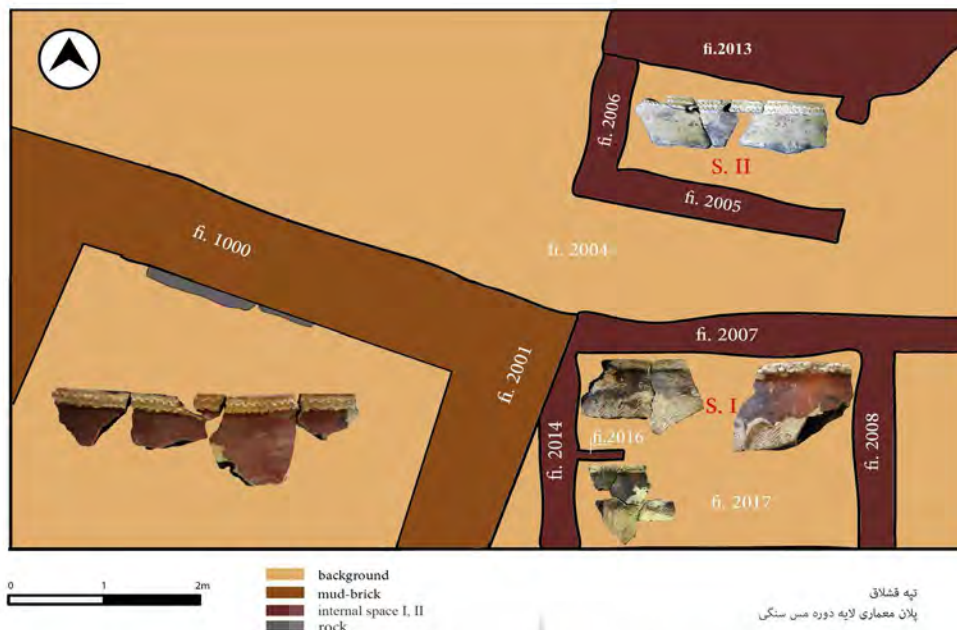 fi.2013
fi. 2006
S. II
fi. 2005
fi. 1000
fi. 2004
fi. 2001
fi. 2007
S. I
fi.2016
fi. 2014
fi. 2008
fi. 2017
0 1 2m
background
mud-brick
internal space I, II
rock
تپه قشلاق
پلان معماری لایه دوره مس سنگی